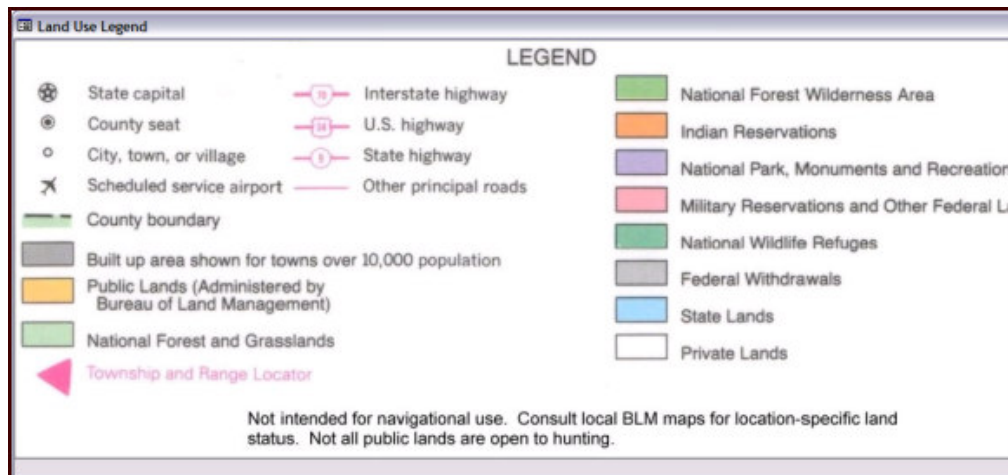 Land Use Legend
LEGEND
State capital
County seat
City, town, or village
Scheduled service airport
County boundary
Built up area shown for towns over 10,000 population
Public Lands (Administered by
Bureau of Land Management)
National Forest and Grasslands
Township and Range Locator
70 Interstate highway
U.S. highway
State highway
Other principal roads
National Forest Wilderness Area
Indian Reservations
National Park, Monuments and Recreation
Military Reservations and Other Federal
National Wildlife Refuges
Federal Withdrawals
State Lands
Private Lands
Not intended for navigational use. Consult local BLM maps for location-specific land
status. Not all public lands are open to hunting.